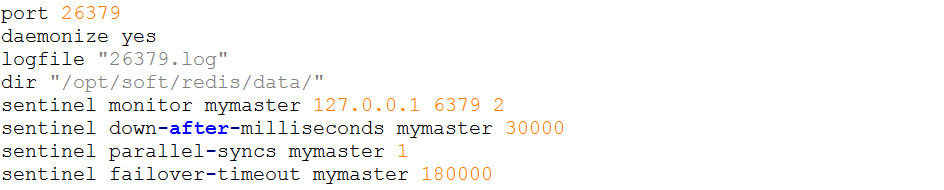 port 26379
daemonize yes
logfile "26379.log"
dir "/opt/soft/redis/data/"
sentinel monitor mymaster 127.0.0.1 6379 2
sentinel down-after-milliseconds mymaster 30000
sentinel parallel-syncs mymaster 1
sentinel failover-timeout mymaster 180000